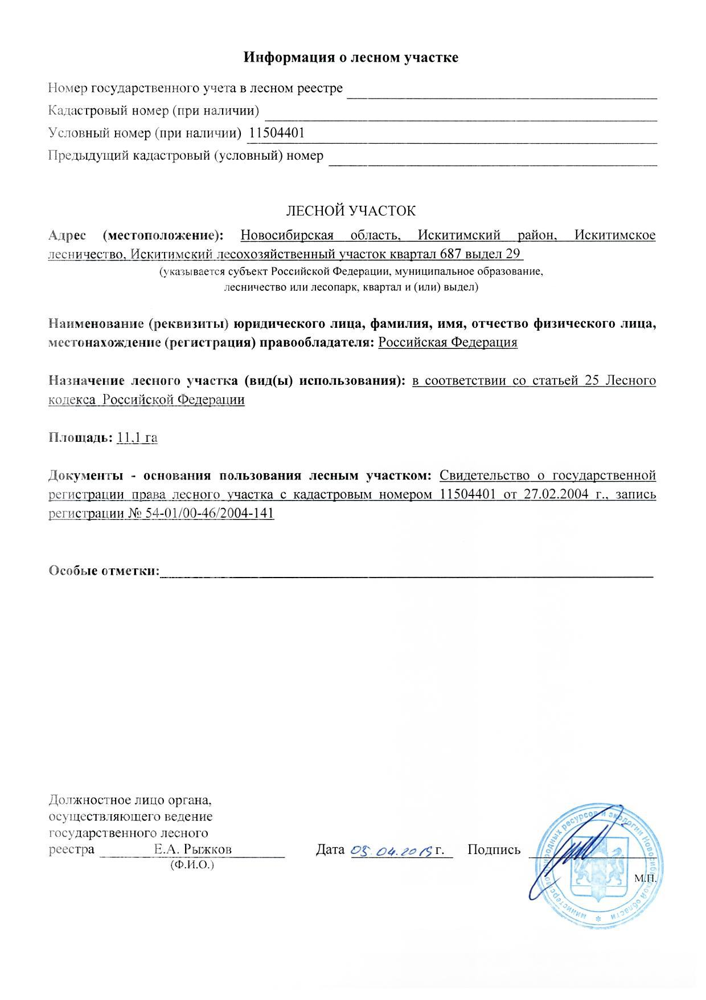 Информация о лесном участке
Номер государственного учета в лесном реестре
Кадастровый номер (при наличии)
Условный номер (при наличии) 11504401
Предыдущий кадастровый (условный) номер
ЛЕСНОЙ УЧАСТОК
Адрес (местоположение): Новосибирская область, Искитимский район, Искитимское
лесничество, Искитимский лесохозяйственный участок квартал 687 выдел 29
(указывается субъект Российской Федерации, муниципальное образование,
лесничество или лесопарк, квартал и (или) выдел)
Наименование (реквизиты) юридического лица, фамилия, имя, отчество физического лица,
местонахождение (регистрация) правообладателя: Российская Федерация
Назначение лесного участка (вид(ы) использования): в соответствии со статьей 25 Лесного
кодекса Российской Федерации
Площадь: 11,1 га
Документы - основания пользования лесным участком: Свидетельство о государственной
регистрации права лесного участка с кадастровым номером 11504401 от 27.02.2004 г., запись
регистрации № 54-01/00-46/2004-141
Особые отметки:
Должностное лицо органа,
осуществляющего ведение
государственного лесного
реестра Е.А. Рыжков Дата г. Подпись
(Ф.И.О.)
М.П.
министерство природных ресурсов и экологии Новосибирской области